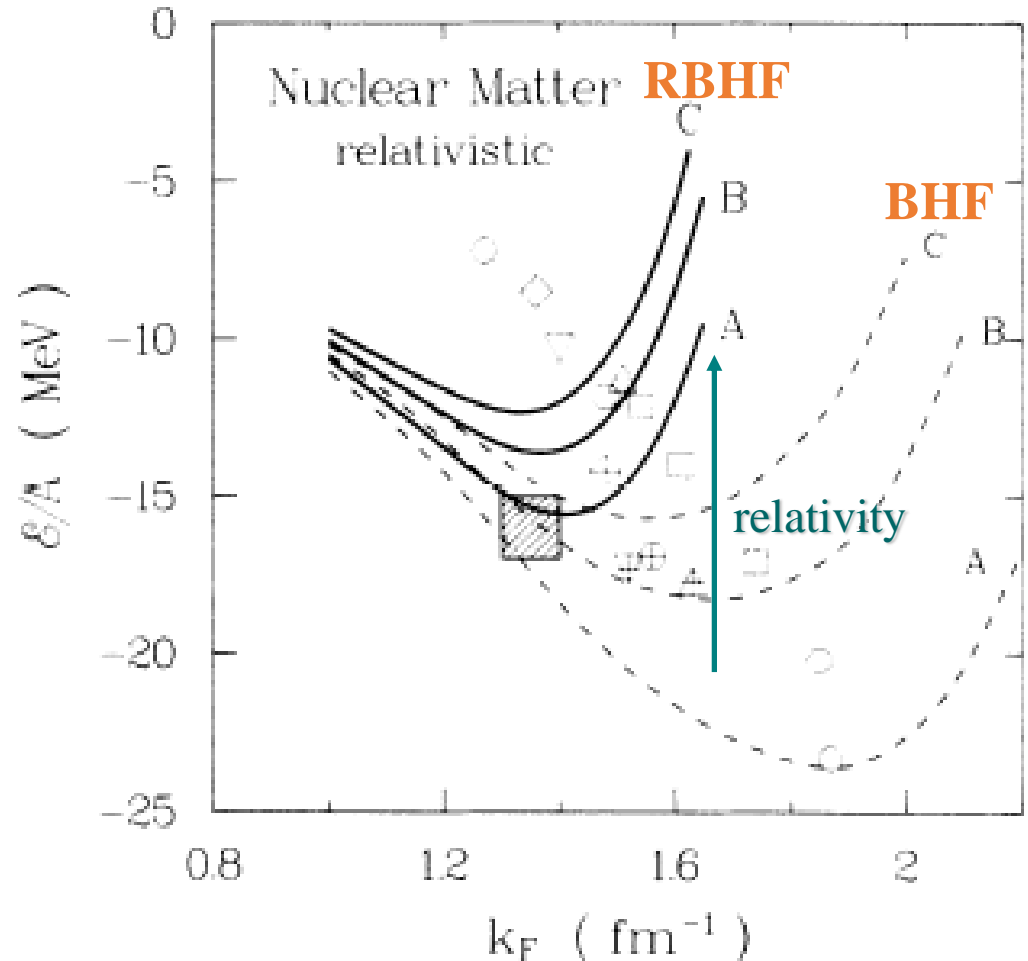 0
-5
-10
-15
-20
-25
ℰ/A ( MeV )
Nuclear Matter
relativistic
RBHF
C
B
A
BHF
C
B
A
relativity
0.8 1.2 1.6 2
k_F ( fm⁻¹ )